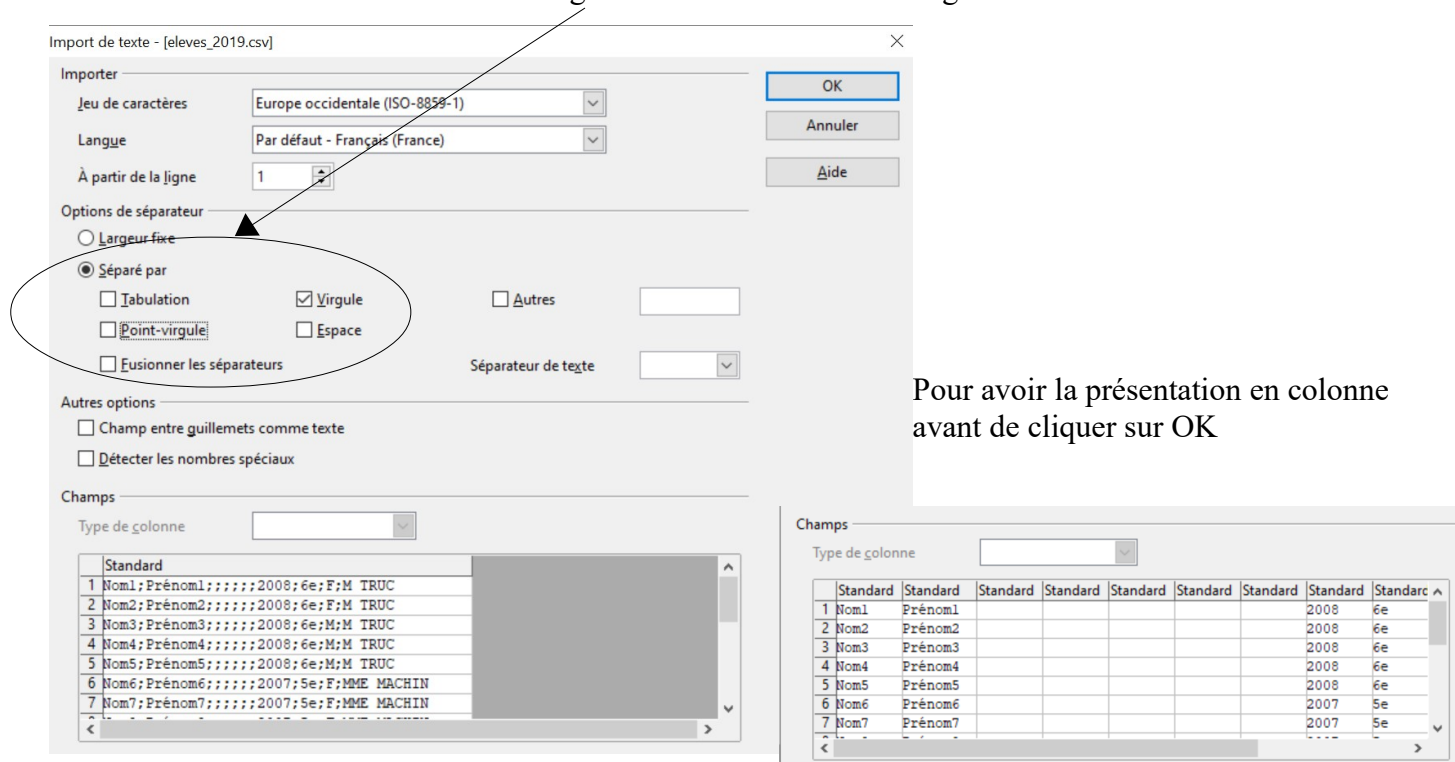 Import de texte - [eleves_2019.csv]
Importer
Jeu de caractères Europe occidentale (ISO-8859-1)
OK
Langue Par défaut - Français (France)
Annuler
À partir de la ligne 1
Aide
Options de séparateur
Largeur fixe
Séparé par
Tabulation Virgule Autres
Point-virgule Espace
Fusionner les séparateurs Séparateur de texte
Autres options
Champ entre guillemets comme texte
Détecter les nombres spéciaux
Pour avoir la présentation en colonne
avant de cliquer sur OK
Champs
Type de colonne
Standard
1 Nom1;Prénom1;;;;;;2008;6e;F;M TRUC
2 Nom2;Prénom2;;;;;;2008;6e;F;M TRUC
3 Nom3;Prénom3;;;;;;2008;6e;M;M TRUC
4 Nom4;Prénom4;;;;;;2008;6e;M;M TRUC
5 Nom5;Prénom5;;;;;;2008;6e;M;M TRUC
6 Nom6;Prénom6;;;;;;2007;5e;F;MME MACHIN
7 Nom7;Prénom7;;;;;;2007;5e;F;MME MACHIN
Champs
Type de colonne
Standard Standard Standard Standard Standard Standard Standard Standard Standard
1 Nom1 Prénom1 2008 6e
2 Nom2 Prénom2 2008 6e
3 Nom3 Prénom3 2008 6e
4 Nom4 Prénom4 2008 6e
5 Nom5 Prénom5 2008 6e
6 Nom6 Prénom6 2007 5e
7 Nom7 Prénom7 2007 5e